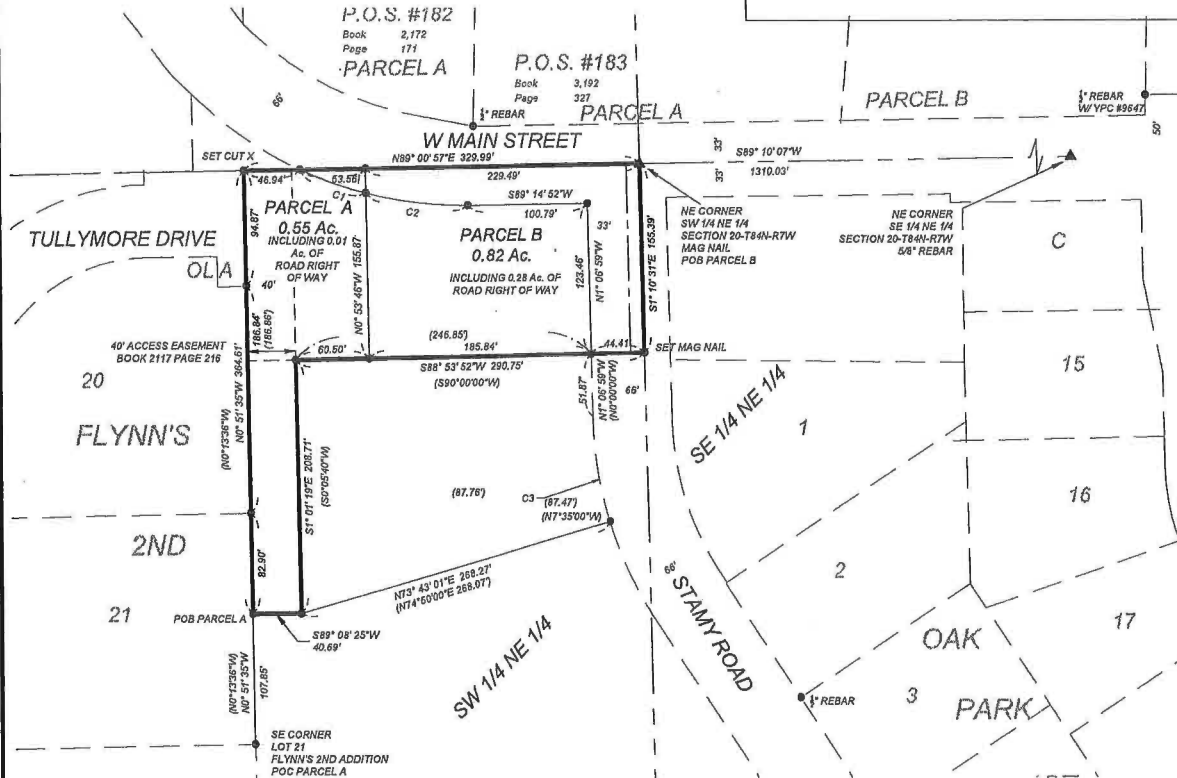 P.O.S. #182
Book 2,172
Page 171
PARCEL A
P.O.S. #183
Book 3,192
Page 327
PARCEL A
PARCEL B
66'
½" REBAR
½" REBAR
W/ YPC #9647
50'
W MAIN STREET
SET CUT X
N89° 00' 57"E 329.99'
33'
33'
S89° 10' 07"W
1310.03'
46.94'
53.56'
229.49'
C1
C2
S89° 14' 52"W
100.79'
PARCEL A
0.55 Ac.
INCLUDING 0.01
Ac. OF
ROAD RIGHT
OF WAY
94.87'
N0° 53' 46"W 155.87'
PARCEL B
0.82 Ac.
INCLUDING 0.28 Ac. OF
ROAD RIGHT OF WAY
33'
123.46'
N1° 06' 59"W
S1° 10' 31"E 155.39'
NE CORNER
SW 1/4 NE 1/4
SECTION 20-T84N-R7W
MAG NAIL
POB PARCEL B
NE CORNER
SE 1/4 NE 1/4
SECTION 20-T84N-R7W
5/8" REBAR
C
TULLYMORE DRIVE
OL A
40'
186.84'
(186.86')
40' ACCESS EASEMENT
BOOK 2117 PAGE 216
60.50'
(246.85')
185.84'
44.41'
SET MAG NAIL
S88° 53' 52"W 290.75'
(S90°00'00"W)
51.87'
N1° 06' 59"W
(N0°00'00"W)
66'
15
20
FLYNN'S
(N0°13'36"W)
N0° 51' 35"W 364.61'
S1° 01' 19"E 208.71'
(S0°05'40"W)
SE 1/4 NE 1/4
1
(87.76')
C3
(87.47')
(N7°35'00"W)
16
2ND
82.90'
N73° 43' 01"E 268.27'
(N74°50'00"E 268.07')
2
66'
STAMY ROAD
21
POB PARCEL A
S89° 08' 25"W
40.69'
17
OAK
SW 1/4 NE 1/4
(N0°13'36"W)
N0° 51' 35"W
107.85'
½" REBAR
3
PARK
SE CORNER
LOT 21
FLYNN'S 2ND ADDITION
POC PARCEL A